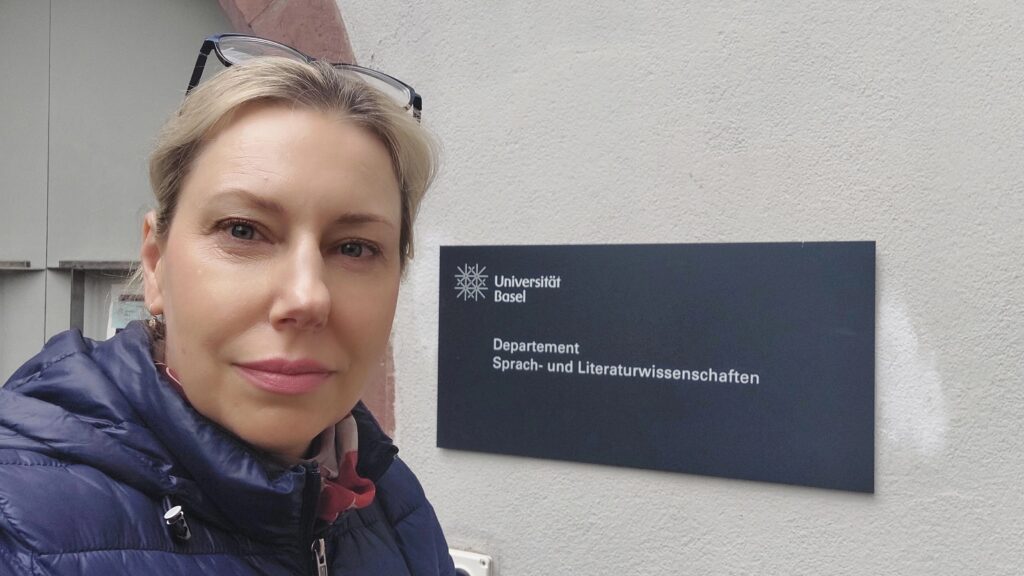 Universität
Basel
Departement
Sprach- und Literaturwissenschaften